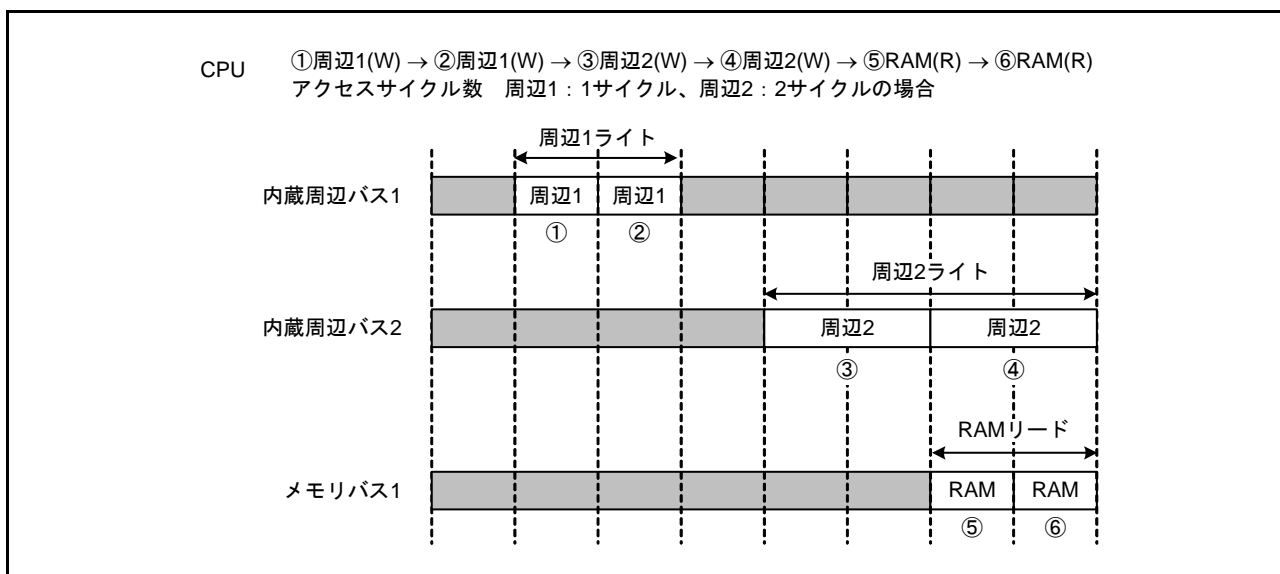 CPU ①周辺1(W) → ②周辺1(W) → ③周辺2(W) → ④周辺2(W) → ⑤RAM(R) → ⑥RAM(R)
アクセスサイクル数　周辺1：1サイクル、周辺2：2サイクルの場合
周辺1ライト
内蔵周辺バス1 周辺1 周辺1
① ②
周辺2ライト
内蔵周辺バス2 周辺2 周辺2
③ ④
RAMリード
メモリバス1 RAM RAM
⑤ ⑥